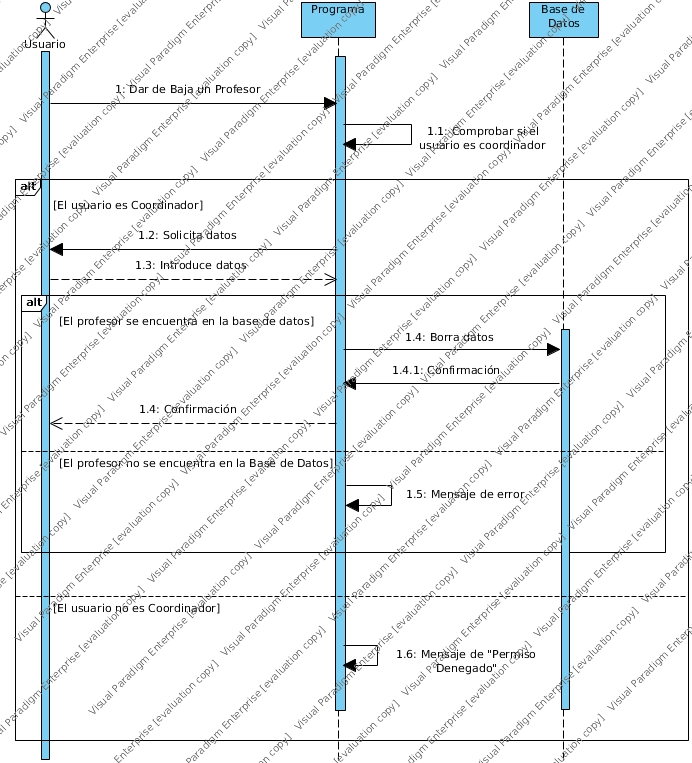 Usuario
Programa
Base de
Datos
1: Dar de Baja un Profesor
1.1: Comprobar si el
usuario es coordinador
alt
[El usuario es Coordinador]
1.2: Solicita datos
1.3: Introduce datos
alt
[El profesor se encuentra en la base de datos]
1.4: Borra datos
1.4.1: Confirmación
1.4: Confirmación
[El profesor no se encuentra en la Base de Datos]
1.5: Mensaje de error
[El usuario no es Coordinador]
1.6: Mensaje de "Permiso
Denegado"
Visual Paradigm Enterprise [evaluation copy]